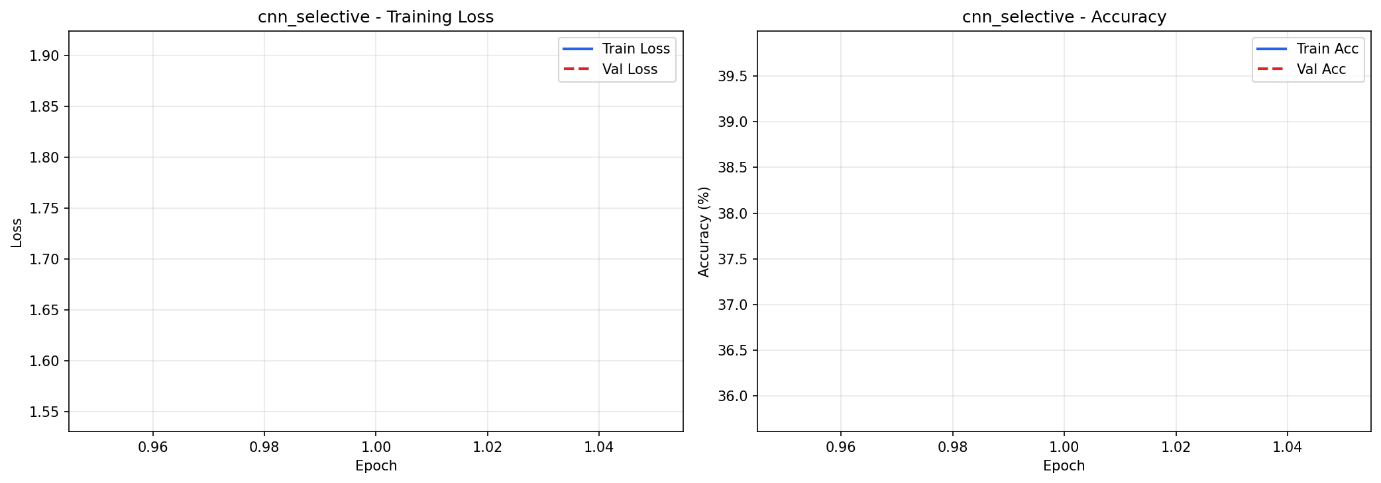 cnn_selective - Training Loss
Train Loss
Val Loss
1.90
1.85
1.80
1.75
1.70
1.65
1.60
1.55
Loss
0.96
0.98
1.00
1.02
1.04
Epoch
cnn_selective - Accuracy
Train Acc
Val Acc
39.5
39.0
38.5
38.0
37.5
37.0
36.5
36.0
Accuracy (%)
0.96
0.98
1.00
1.02
1.04
Epoch